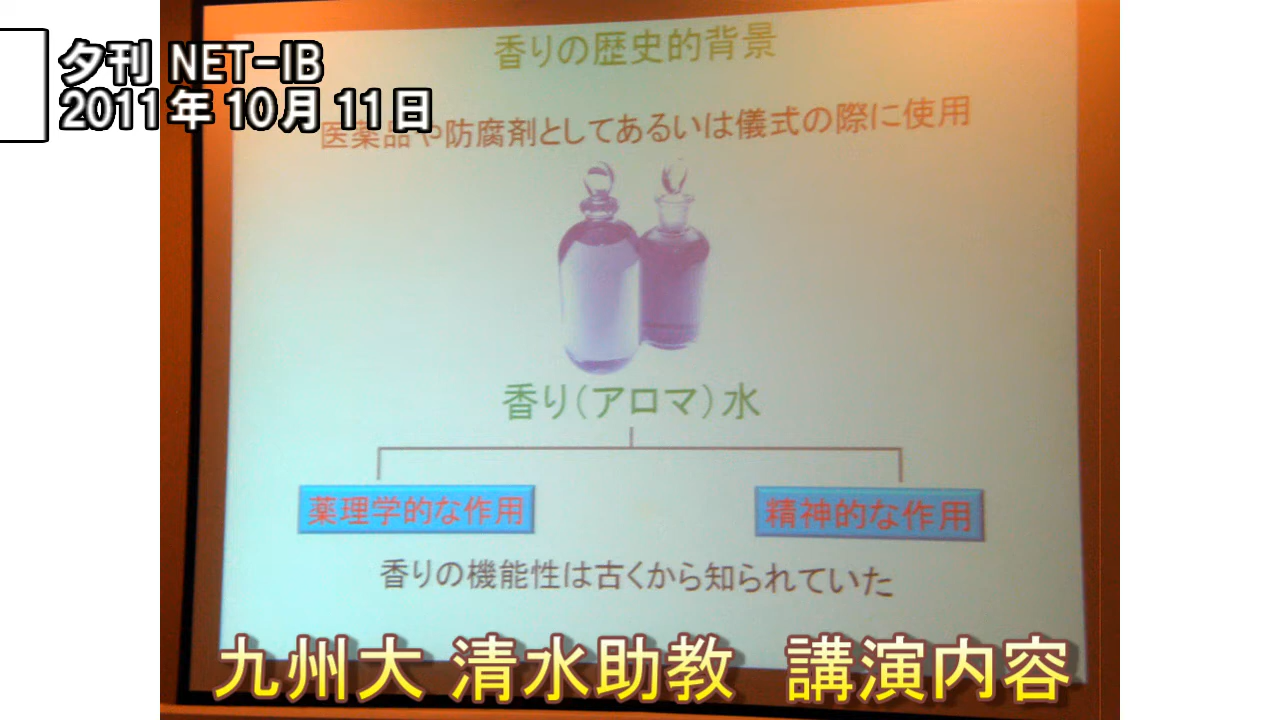 夕刊 NET-IB
2011年10月11日
香りの歴史的背景
医薬品や防腐剤としてあるいは儀式の際に使用
香り(アロマ)水
薬理学的な作用
精神的な作用
香りの機能性は古くから知られていた
九州大 清水助教 講演内容